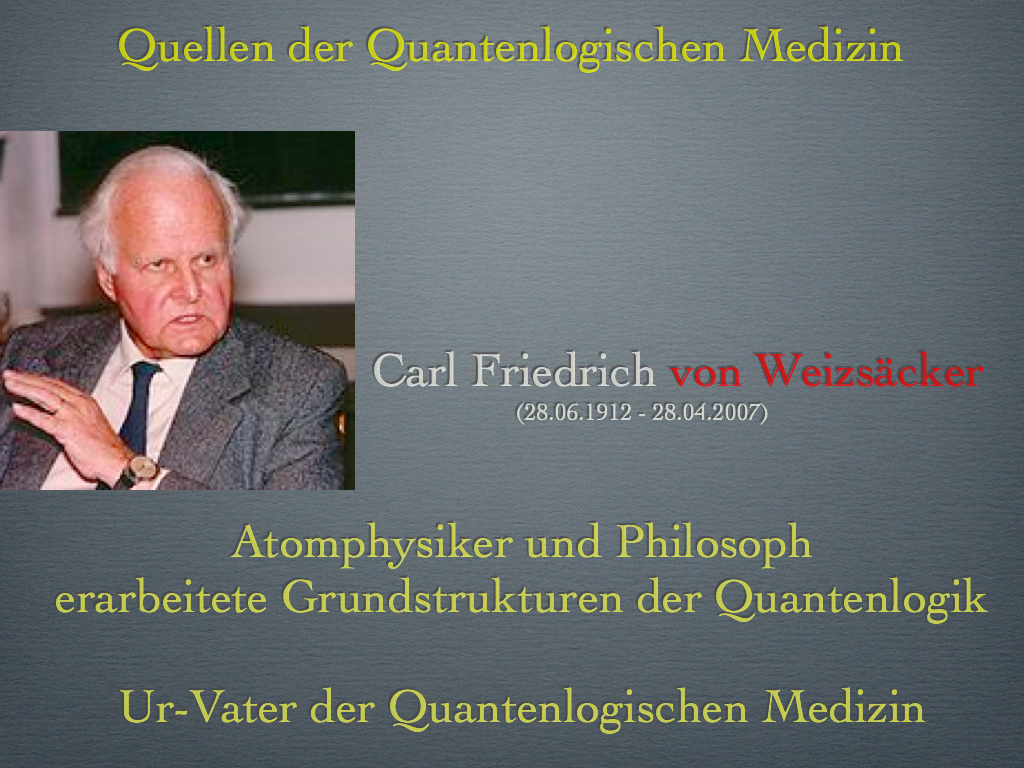 Quellen der Quantenlogischen Medizin
Carl Friedrich von Weizsäcker
(28.06.1912 - 28.04.2007)
Atomphysiker und Philosoph
erarbeitete Grundstrukturen der Quantenlogik
Ur-Vater der Quantenlogischen Medizin